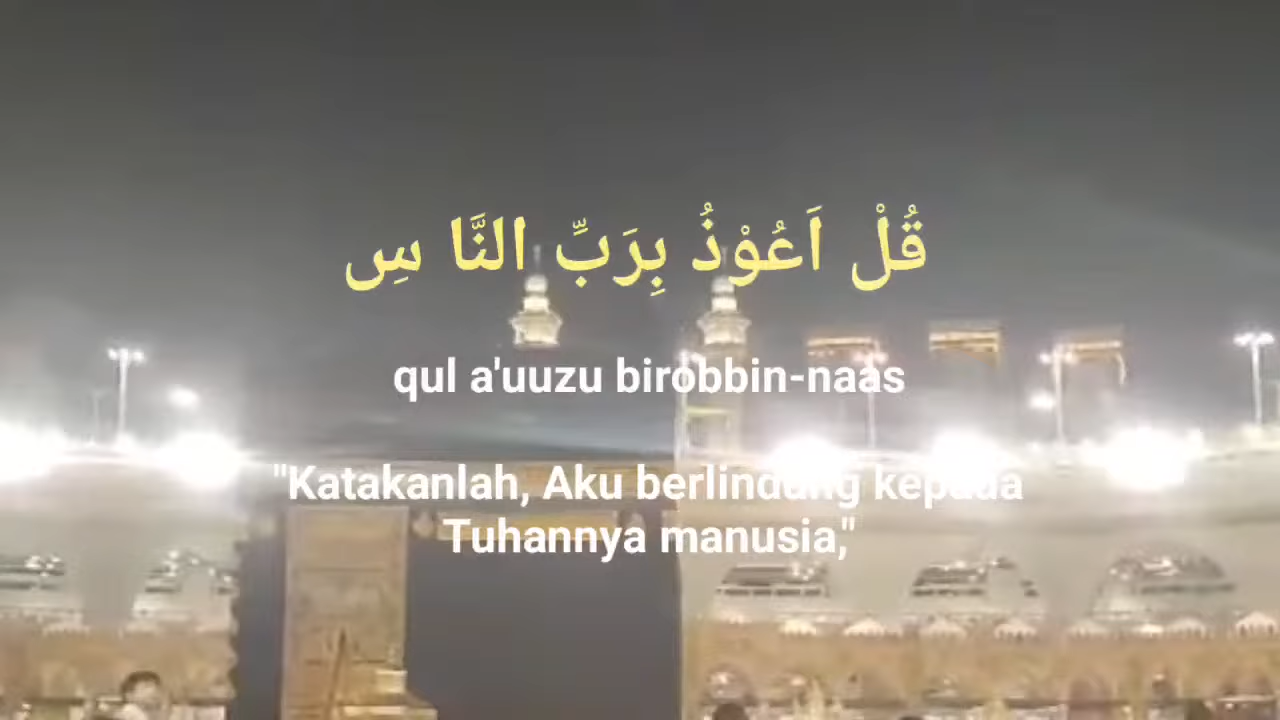 قُلْ اَعُوْذُ بِرَبِّ النَّا سِ
qul a'uuzu birobbin-naas
"Katakanlah, Aku berlindung kepada
Tuhannya manusia,"